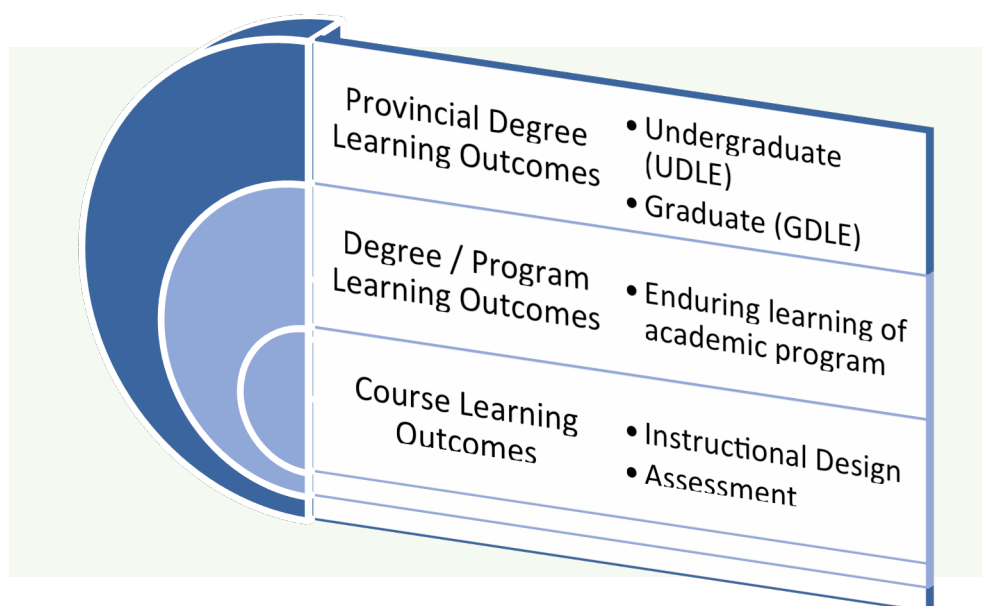 Provincial Degree
Learning Outcomes
• Undergraduate
(UDLE)
• Graduate (GDLE)
Degree / Program
Learning Outcomes
• Enduring learning of
academic program
Course Learning
Outcomes
• Instructional Design
• Assessment